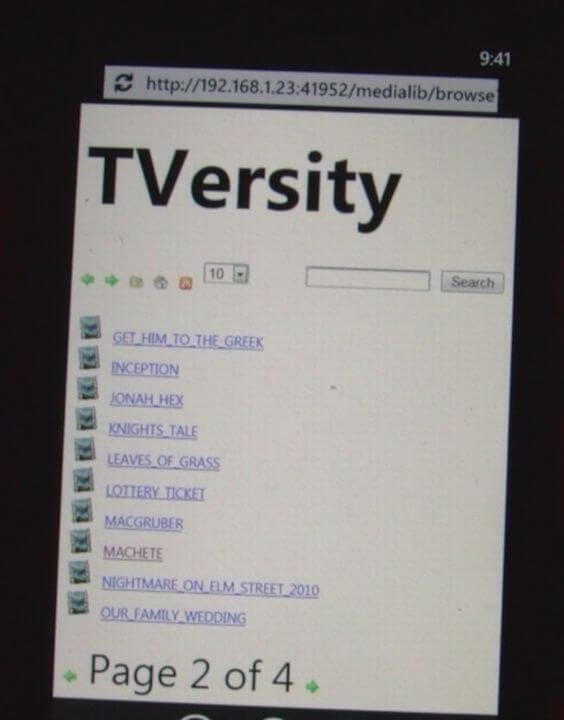 9:41
http://192.168.1.23:41952/medialib/browse
TVersity
10
Search
GET_HIM_TO_THE_GREEK
INCEPTION
JONAH_HEX
KNIGHTS_TALE
LEAVES_OF_GRASS
LOTTERY_TICKET
MACGRUBER
MACHETE
NIGHTMARE_ON_ELM_STREET_2010
OUR_FAMILY_WEDDING
Page 2 of 4